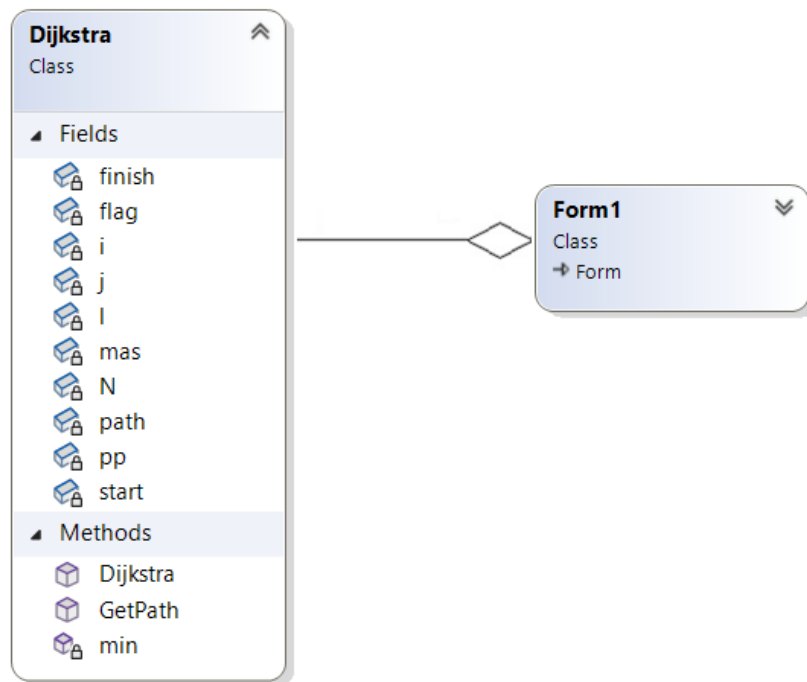 Dijkstra
Class
Fields
finish
flag
i
j
l
mas
N
path
pp
start
Methods
Dijkstra
GetPath
min
Form1
Class
Form